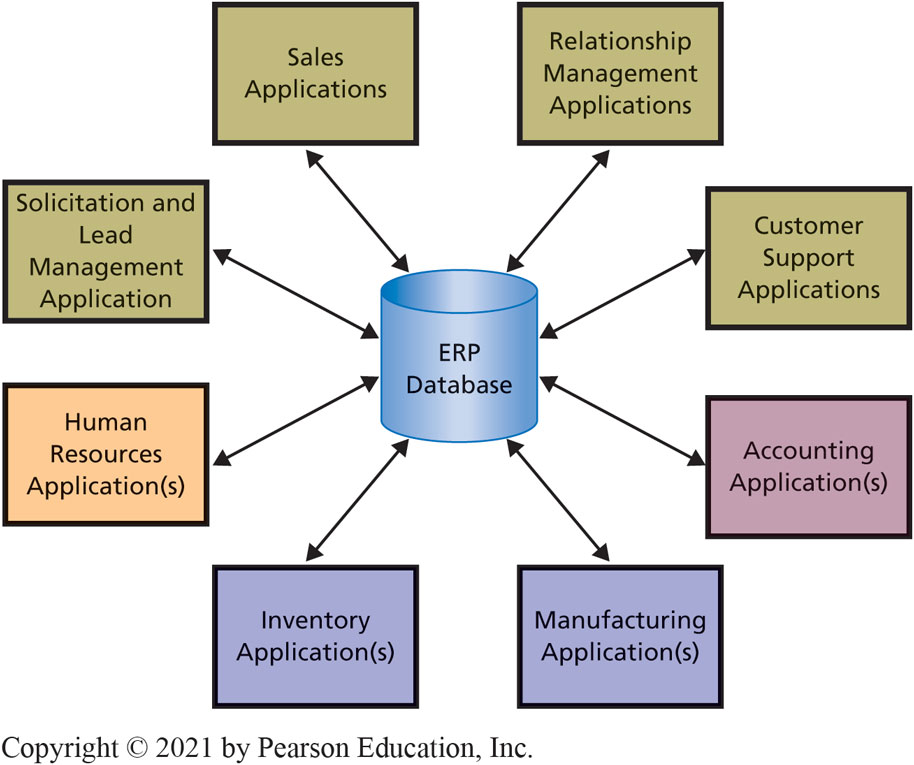 Sales
Applications
Relationship
Management
Applications
Solicitation and
Lead
Management
Application
Customer
Support
Applications
ERP
Database
Human
Resources
Application(s)
Accounting
Application(s)
Inventory
Application(s)
Manufacturing
Application(s)
Copyright © 2021 by Pearson Education, Inc.